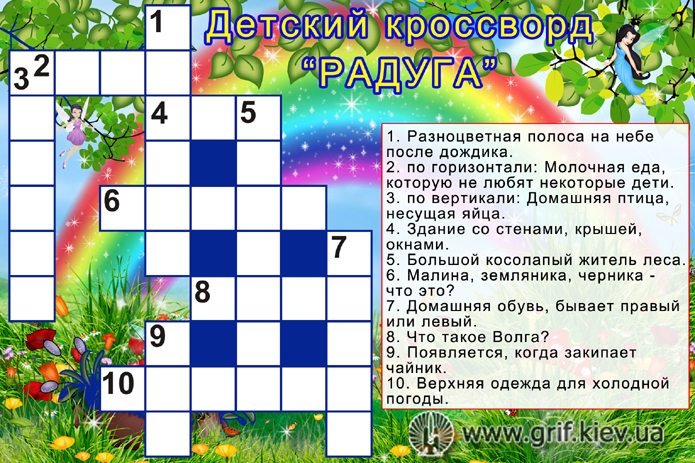 Детский кроссворд
“РАДУГА”
1
2
3
4
5
6
7
8
9
10
1. Разноцветная полоса на небе
после дождика.
2. по горизонтали: Молочная еда,
которую не любят некоторые дети.
3. по вертикали: Домашняя птица,
несущая яйца.
4. Здание со стенами, крышей,
окнами.
5. Большой косолапый житель леса.
6. Малина, земляника, черника -
что это?
7. Домашняя обувь, бывает правый
или левый.
8. Что такое Волга?
9. Появляется, когда закипает
чайник.
10. Верхняя одежда для холодной
погоды.
www.grif.kiev.ua